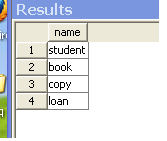 Results
name
1 student
2 book
3 copy
4 loan